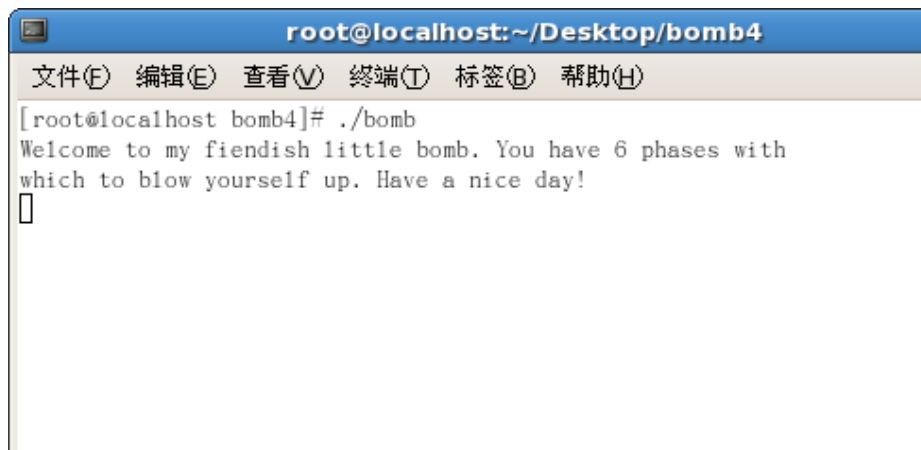 root@localhost:~/Desktop/bomb4
文件(F) 编辑(E) 查看(V) 终端(T) 标签(B) 帮助(H)
[root@localhost bomb4]# ./bomb
Welcome to my fiendish little bomb. You have 6 phases with
which to blow yourself up. Have a nice day!